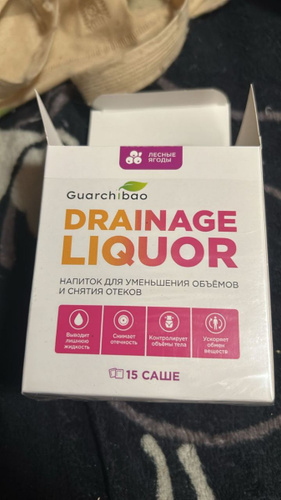 ЛЕСНЫЕ
ЯГОДЫ
Guarchibao
DRAINAGE
LIQUOR
НАПИТОК ДЛЯ УМЕНЬШЕНИЯ ОБЪЁМОВ
И СНЯТИЯ ОТЕКОВ
Выводит
лишнюю
жидкость
Снимает
отечность
Контролирует
объёмы тела
Ускоряет
обмен
веществ
15 САШЕ